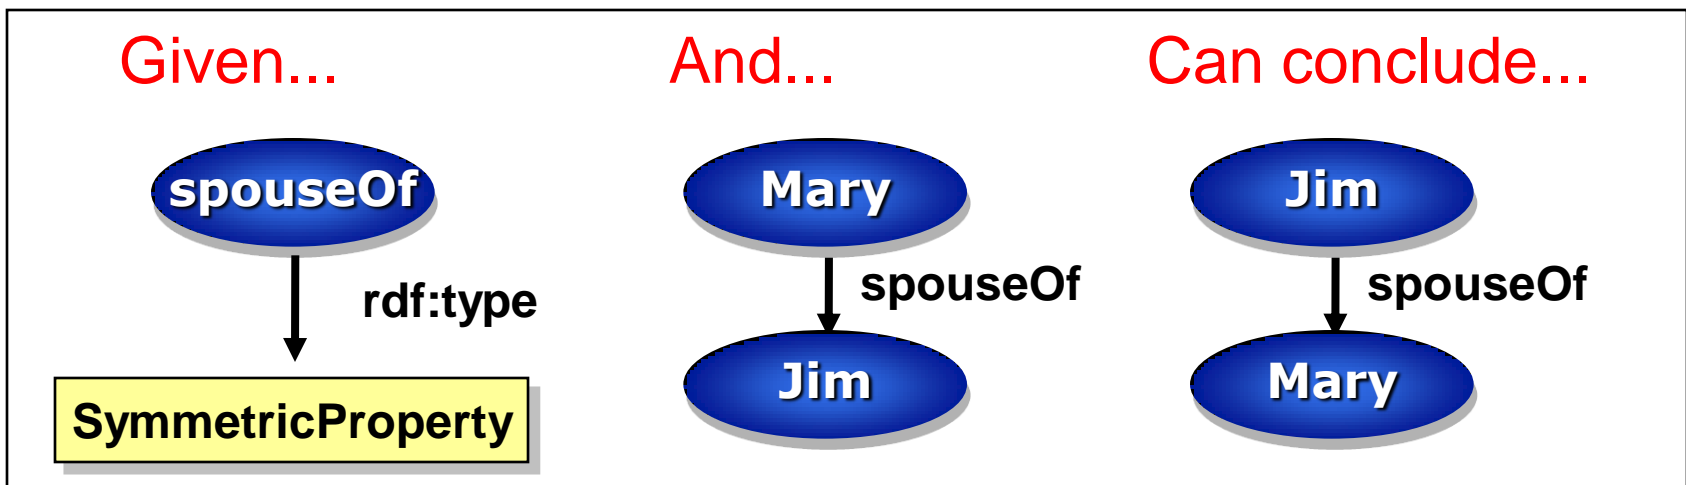 Given...
And...
Can conclude...
spouseOf
rdf:type
SymmetricProperty
Mary
spouseOf
Jim
Jim
spouseOf
Mary